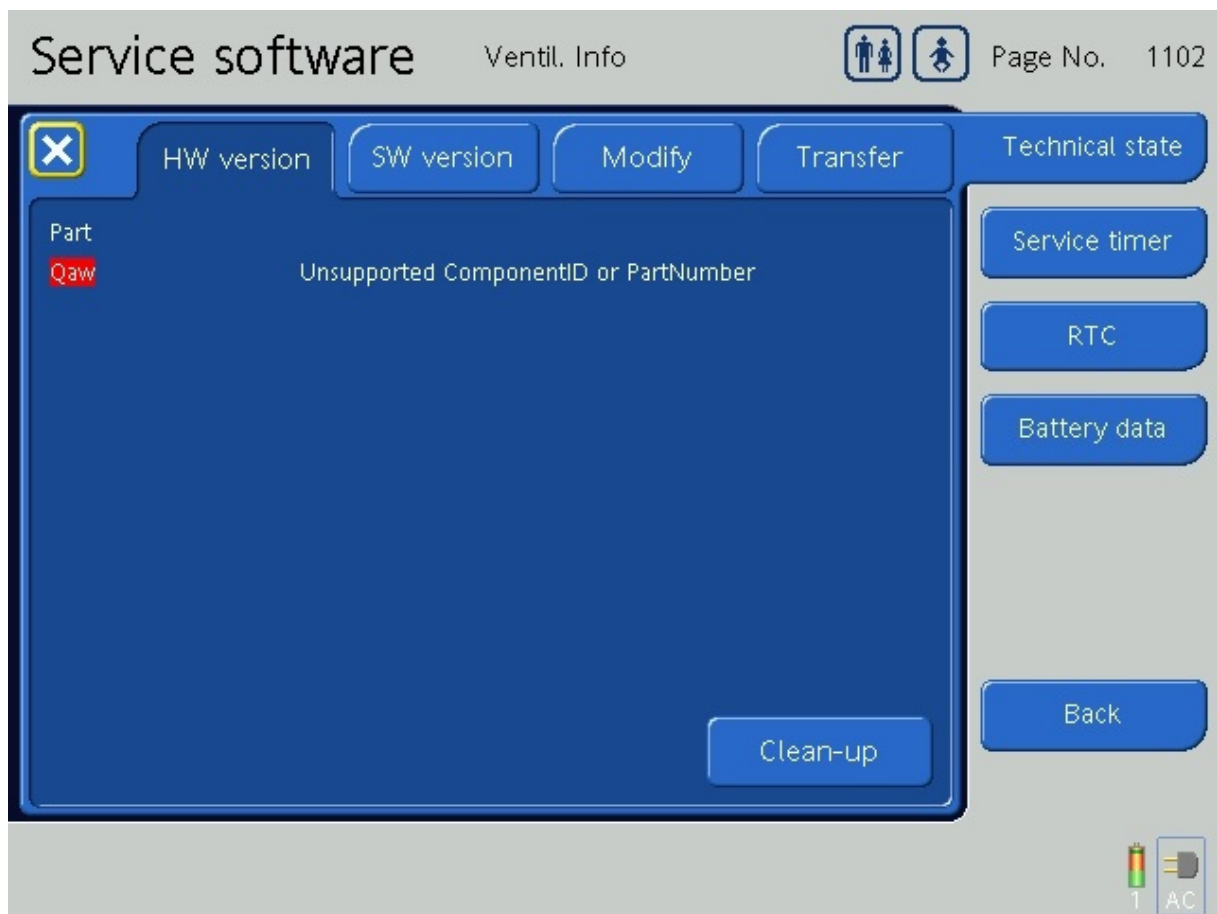 Service software Ventil. Info Page No. 1102
HW version SW version Modify Transfer Technical state
Part
Qaw Unsupported ComponentID or PartNumber
Service timer
RTC
Battery data
Back
Clean-up
1 AC